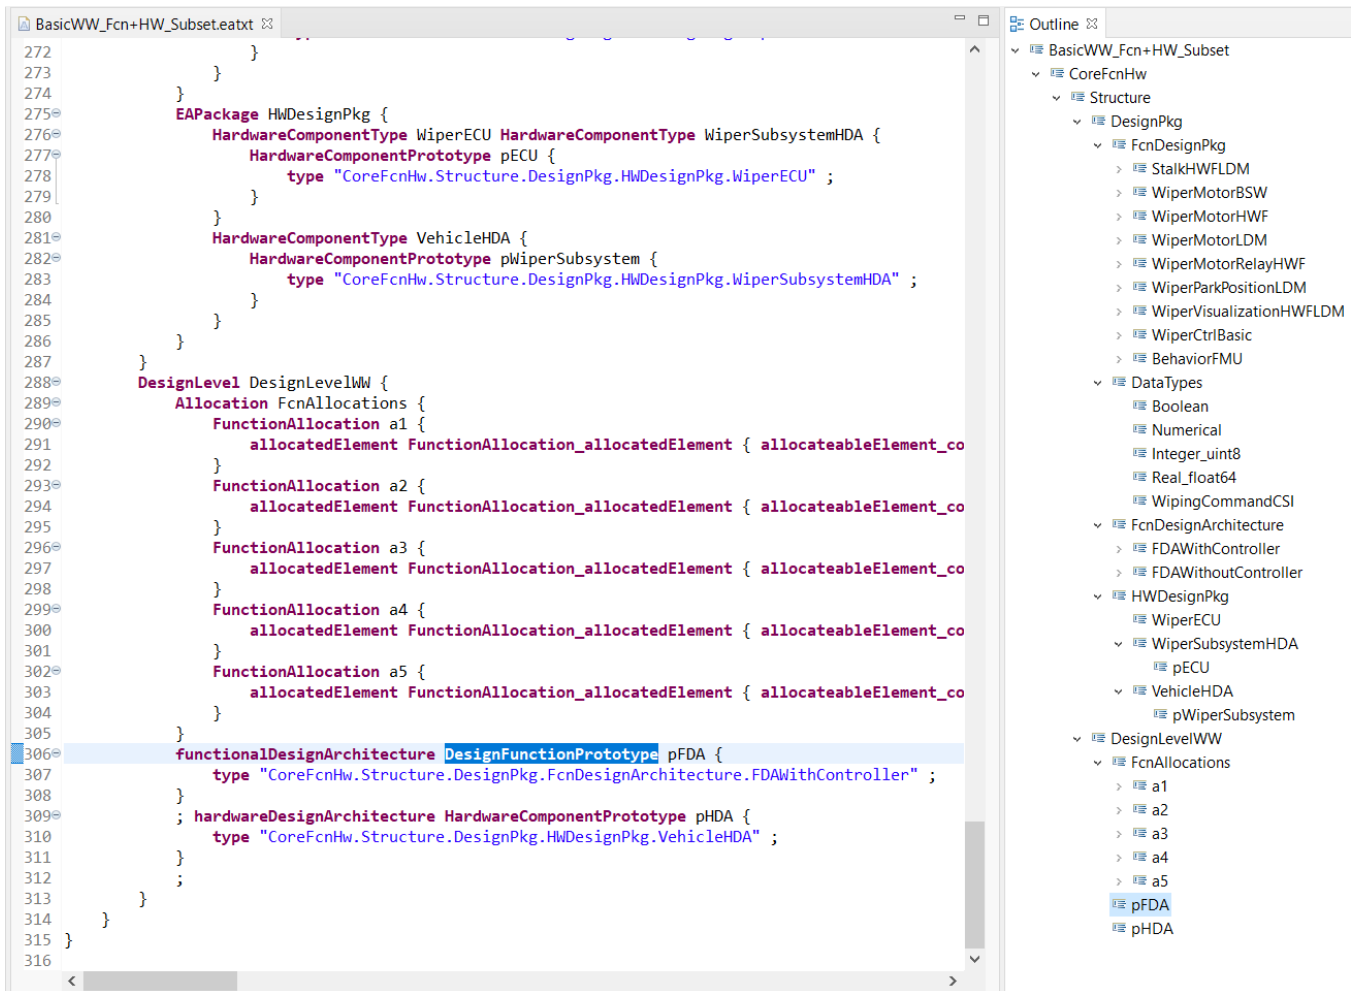 BasicWW_Fcn+HW_Subset.eatxt
272 }
273 }
274 }
275 EAPackage HWDesignPkg {
276 HardwareComponentType WiperECU HardwareComponentType WiperSubsystemHDA {
277 HardwareComponentPrototype pECU {
278 type "CoreFcnHw.Structure.DesignPkg.HWDesignPkg.WiperECU" ;
279 }
280 }
281 HardwareComponentType VehicleHDA {
282 HardwareComponentPrototype pWiperSubsystem {
283 type "CoreFcnHw.Structure.DesignPkg.HWDesignPkg.WiperSubsystemHDA" ;
284 }
285 }
286 }
287 }
288 DesignLevel DesignLevelWW {
289 Allocation FcnAllocations {
290 FunctionAllocation a1 {
291 allocatedElement FunctionAllocation_allocatedElement { allocateableElement_co
292 }
293 FunctionAllocation a2 {
294 allocatedElement FunctionAllocation_allocatedElement { allocateableElement_co
295 }
296 FunctionAllocation a3 {
297 allocatedElement FunctionAllocation_allocatedElement { allocateableElement_co
298 }
299 FunctionAllocation a4 {
300 allocatedElement FunctionAllocation_allocatedElement { allocateableElement_co
301 }
302 FunctionAllocation a5 {
303 allocatedElement FunctionAllocation_allocatedElement { allocateableElement_co
304 }
305 }
306 functionalDesignArchitecture DesignFunctionPrototype pFDA {
307 type "CoreFcnHw.Structure.DesignPkg.FcnDesignArchitecture.FDAWithController" ;
308 }
309 ; hardwareDesignArchitecture HardwareComponentPrototype pHDA {
310 type "CoreFcnHw.Structure.DesignPkg.HWDesignPkg.VehicleHDA" ;
311 }
312 ;
313 }
314 }
315 }
316
Outline
BasicWW_Fcn+HW_Subset
CoreFcnHw
Structure
DesignPkg
FcnDesignPkg
StalkHWFLDM
WiperMotorBSW
WiperMotorHWF
WiperMotorLDM
WiperMotorRelayHWF
WiperParkPositionLDM
WiperVisualizationHWFLDM
WiperCtrlBasic
BehaviorFMU
DataTypes
Boolean
Numerical
Integer_uint8
Real_float64
WipingCommandCSI
FcnDesignArchitecture
FDAWithController
FDAWithoutController
HWDesignPkg
WiperECU
WiperSubsystemHDA
pECU
VehicleHDA
pWiperSubsystem
DesignLevelWW
FcnAllocations
a1
a2
a3
a4
a5
pFDA
pHDA